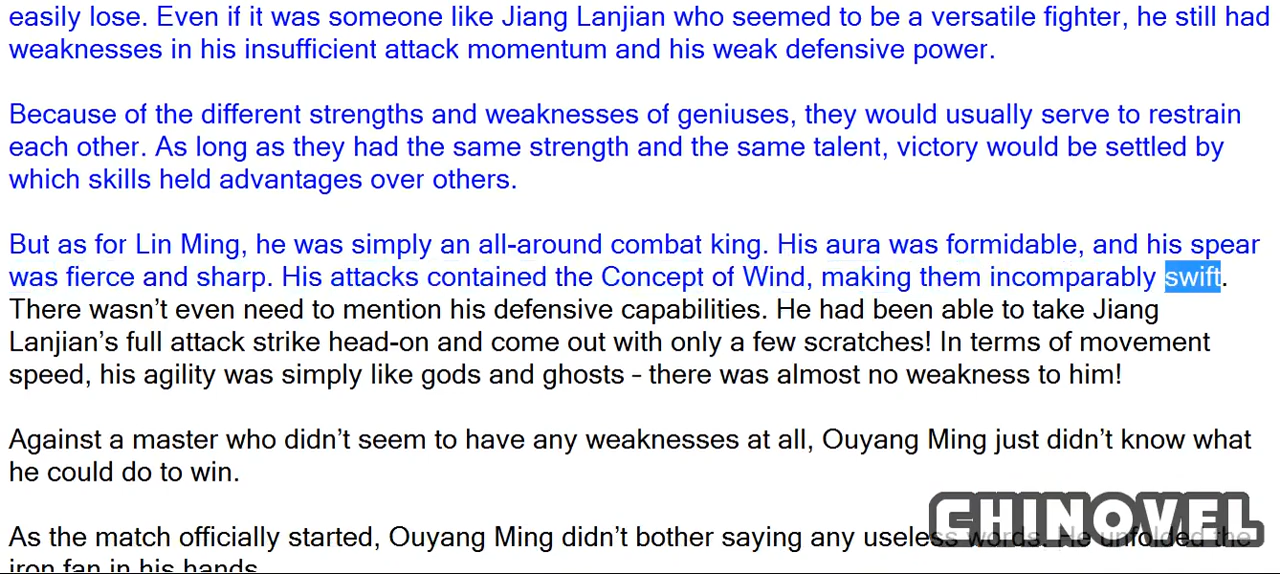 easily lose. Even if it was someone like Jiang Lanjian who seemed to be a versatile fighter, he still had
weaknesses in his insufficient attack momentum and his weak defensive power.
Because of the different strengths and weaknesses of geniuses, they would usually serve to restrain
each other. As long as they had the same strength and the same talent, victory would be settled by
which skills held advantages over others.
But as for Lin Ming, he was simply an all-around combat king. His aura was formidable, and his spear
was fierce and sharp. His attacks contained the Concept of Wind, making them incomparably swift.
There wasn’t even need to mention his defensive capabilities. He had been able to take Jiang
Lanjian’s full attack strike head-on and come out with only a few scratches! In terms of movement
speed, his agility was simply like gods and ghosts – there was almost no weakness to him!
Against a master who didn’t seem to have any weaknesses at all, Ouyang Ming just didn’t know what
he could do to win.
As the match officially started, Ouyang Ming didn’t bother saying any useless words. He unfolded the
iron fan in his hands.
CHINOVEL